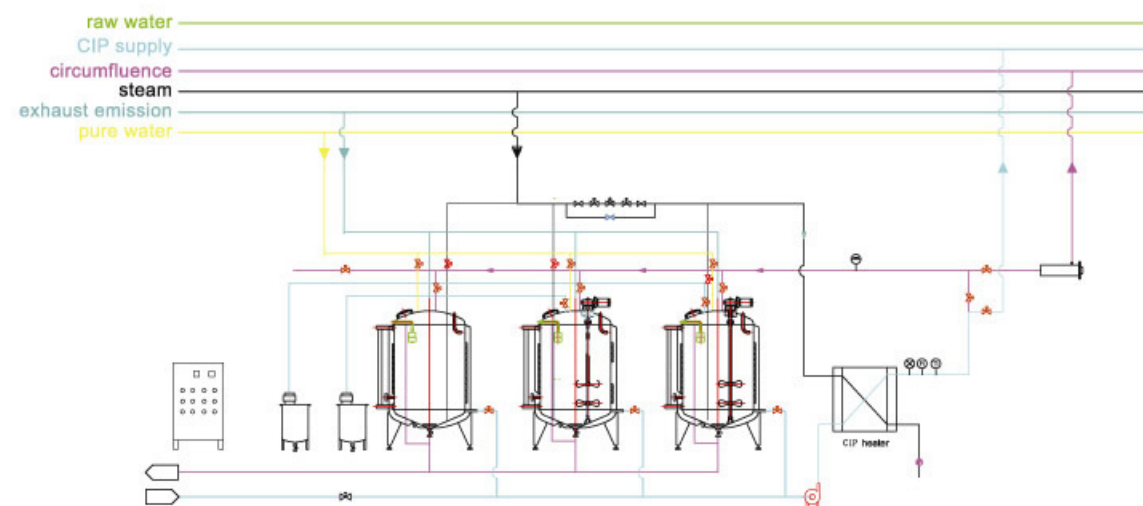 raw water
CIP supply
circumfluence
steam
exhaust emission
pure water
CIP heater